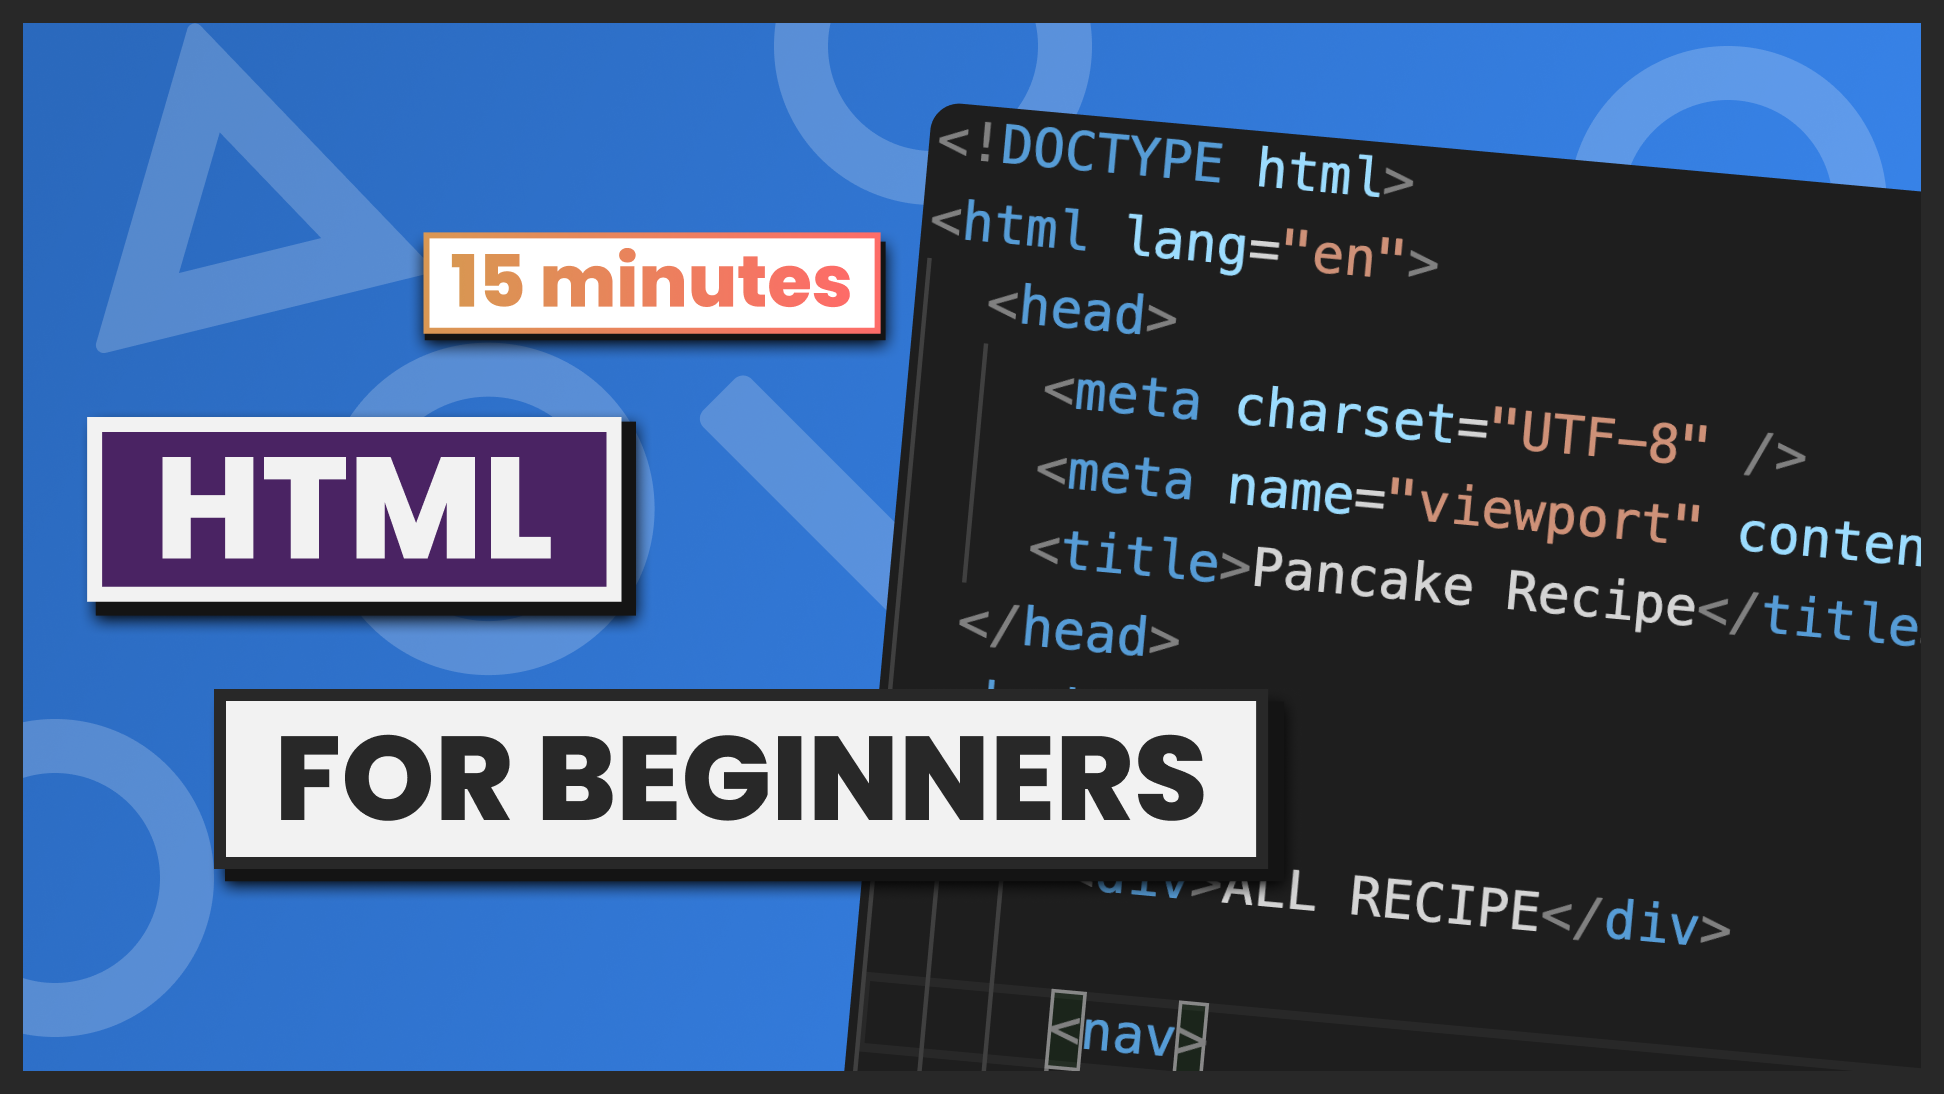 15 minutes
HTML
FOR BEGINNERS
<!DOCTYPE html>
<html lang="en">
<head>
<meta charset="UTF-8" />
<meta name="viewport" conten
<title>Pancake Recipe</title
</head>
<div>ALL RECIPE</div>
<nav>